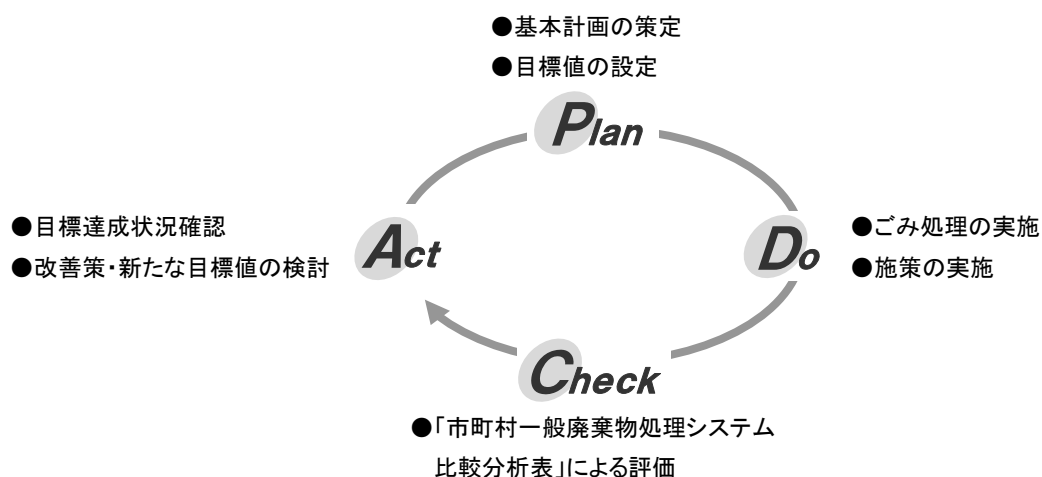 ●基本計画の策定
●目標値の設定
Plan
●目標達成状況確認
●改善策・新たな目標値の検討
Act
Do
●ごみ処理の実施
●施策の実施
Check
●「市町村一般廃棄物処理システム
比較分析表」による評価